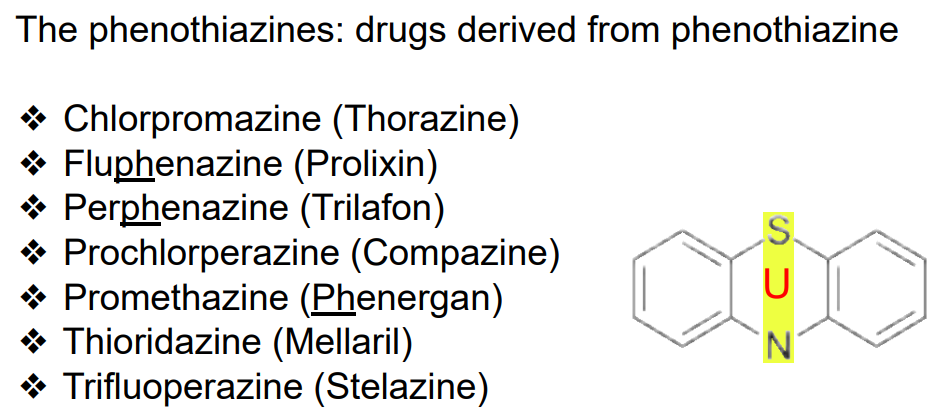 The phenothiazines: drugs derived from phenothiazine
❖ Chlorpromazine (Thorazine)
❖ Fluphenazine (Prolixin)
❖ Perphenazine (Trilafon)
❖ Prochlorperazine (Compazine)
❖ Promethazine (Phenergan)
❖ Thioridazine (Mellaril)
❖ Trifluoperazine (Stelazine)
S
U
N